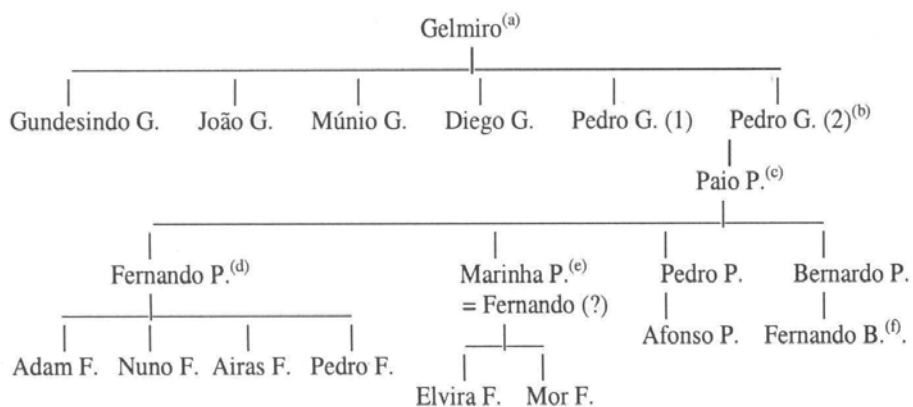 Gelmiro(a)
Gundesindo G. João G. Múnio G. Diego G. Pedro G. (1) Pedro G. (2)(b)
Paio P.(c)
Fernando P.(d) Marinha P.(e) Pedro P. Bernardo P.
= Fernando (?)
Afonso P. Fernando B.(f).
Adam F. Nuno F. Airas F. Pedro F.
Elvira F. Mor F.